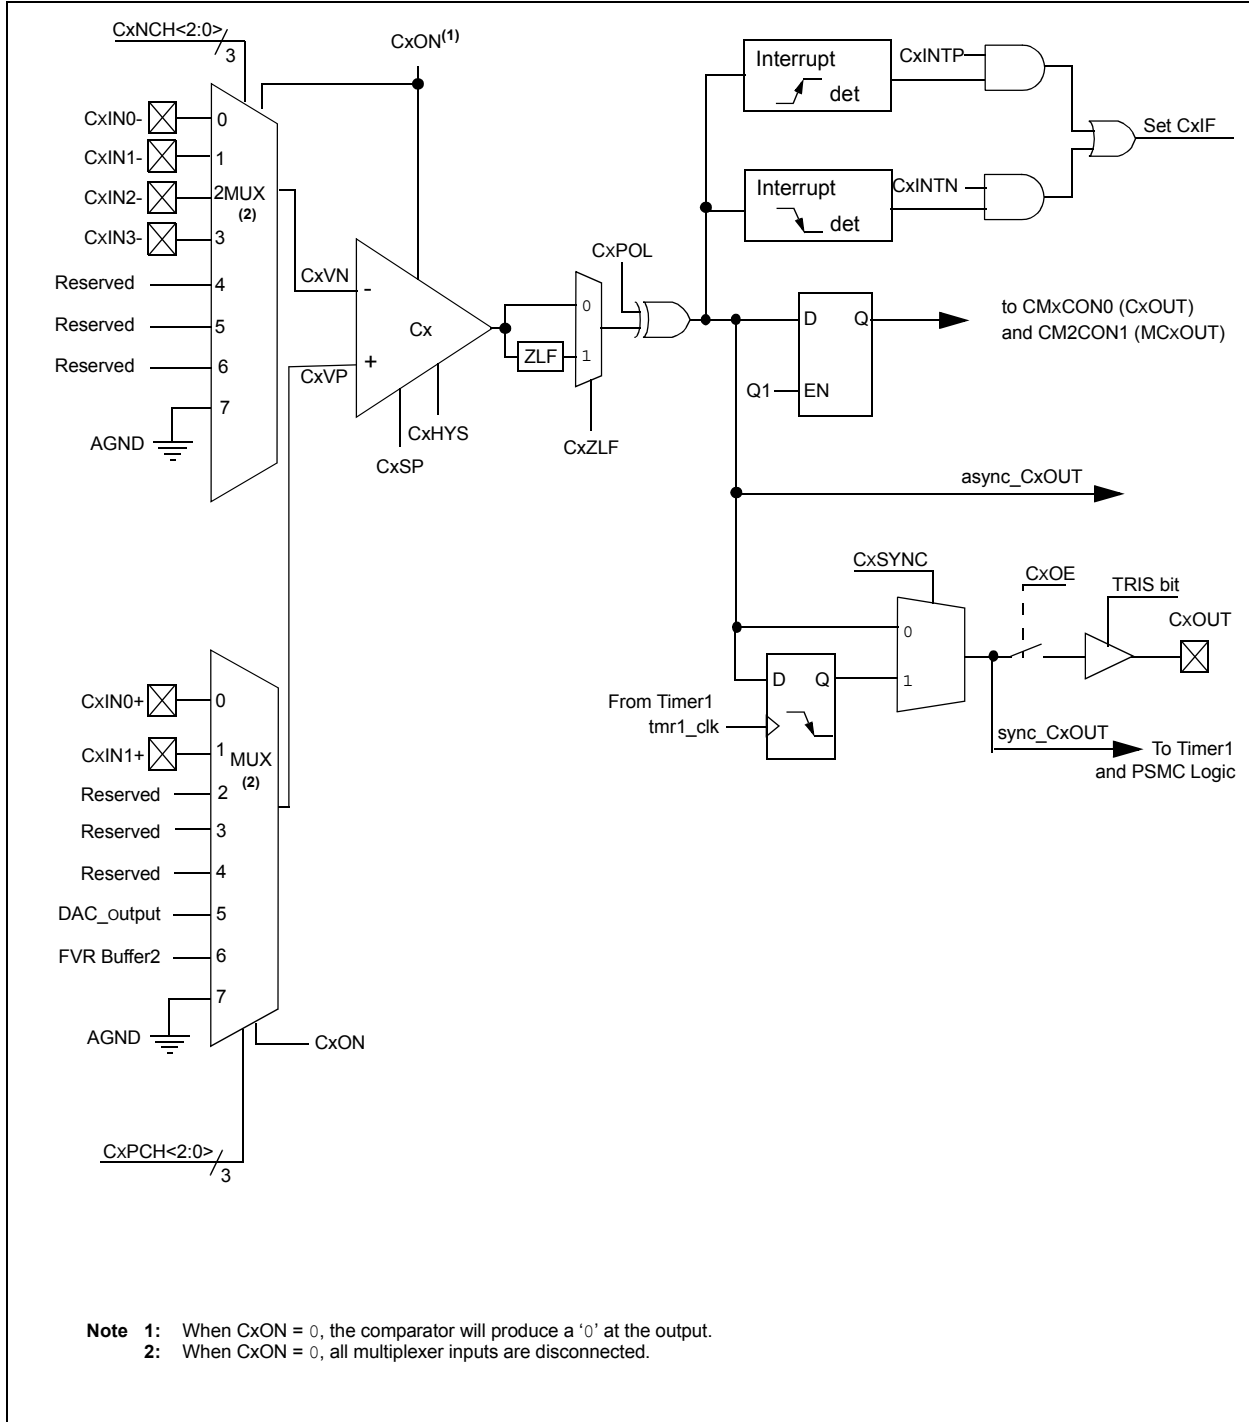 CxNCH<2:0>
3
CxON(1)
CxIN0-
0
CxIN1-
1
CxIN2-
2
MUX
(2)
CxIN3-
3
Reserved
4
Reserved
5
Reserved
6
7
AGND
CxVN
-
Cx
+
CxVP
CxHYS
CxSP
ZLF
0
1
CxZLF
CxPOL
Interrupt
det
CxINTP
Interrupt
det
CxINTN
Set CxIF
D
Q
Q1
EN
to CMxCON0 (CxOUT)
and CM2CON1 (MCxOUT)
async_CxOUT
CxSYNC
0
1
CxOE
TRIS bit
CxOUT
D
Q
From Timer1
tmr1_clk
sync_CxOUT
To Timer1
and PSMC Logic
CxIN0+
0
CxIN1+
1
MUX
(2)
Reserved
2
Reserved
3
Reserved
4
DAC_output
5
FVR Buffer2
6
7
AGND
CxON
CxPCH<2:0>
3
Note 1: When CxON = 0, the comparator will produce a ‘0’ at the output.
2: When CxON = 0, all multiplexer inputs are disconnected.